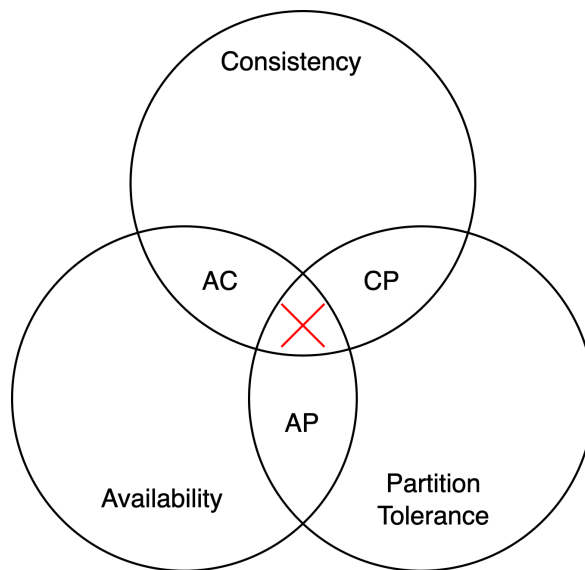 Consistency
AC
CP
AP
Availability
Partition
Tolerance